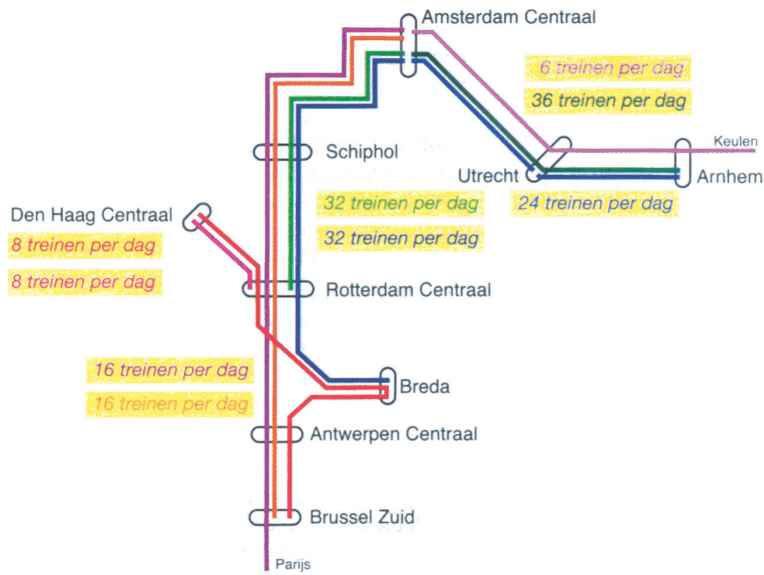 Amsterdam Centraal
6 treinen per dag
36 treinen per dag
Keulen
Schiphol
Utrecht
Arnhem
32 treinen per dag
24 treinen per dag
Den Haag Centraal
32 treinen per dag
8 treinen per dag
8 treinen per dag
Rotterdam Centraal
16 treinen per dag
Breda
16 treinen per dag
Antwerpen Centraal
Brussel Zuid
Parijs